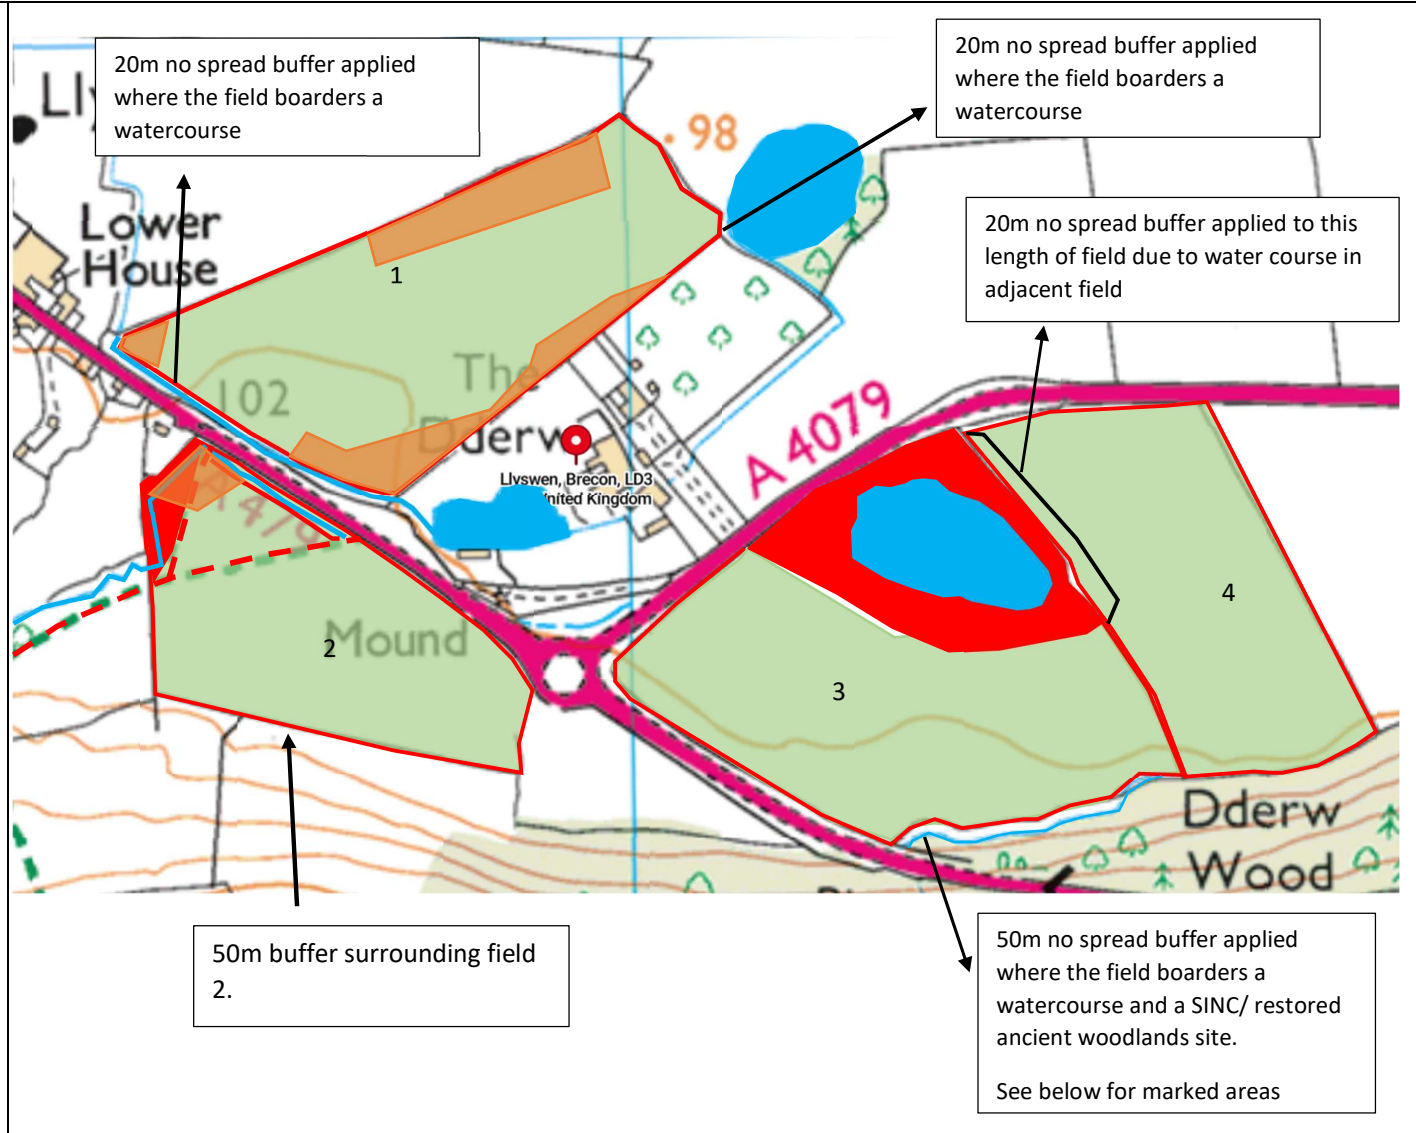 20m no spread buffer applied
where the field boarders a
watercourse
20m no spread buffer applied
where the field boarders a
watercourse
98
Lower
House
1
20m no spread buffer applied to this
length of field due to water course in
adjacent field
102
The
Dderw
A 4079
Llyswen, Brecon, LD3
United Kingdom
4
2
Mound
3
Dderw
Wood
50m buffer surrounding field
2.
50m no spread buffer applied
where the field boarders a
watercourse and a SINC/ restored
ancient woodlands site.
See below for marked areas